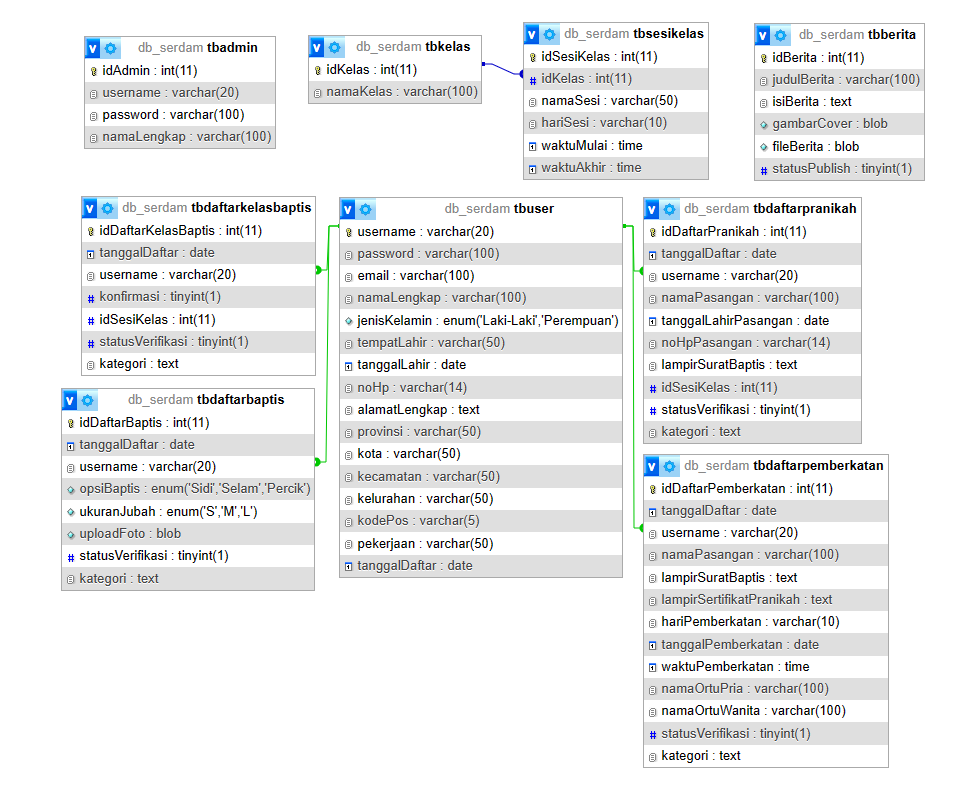 db_serdam tbadmin
idAdmin : int(11)
username : varchar(20)
password : varchar(100)
namaLengkap : varchar(100)
db_serdam tbkelas
idKelas : int(11)
namaKelas : varchar(100)
db_serdam tbsesikelas
idSesiKelas : int(11)
idKelas : int(11)
namaSesi : varchar(50)
hariSesi : varchar(10)
waktuMulai : time
waktuAkhir : time
db_serdam tbberita
idBerita : int(11)
judulBerita : varchar(100)
isiBerita : text
gambarCover : blob
fileBerita : blob
statusPublish : tinyint(1)
db_serdam tbdaftarkelasbaptis
idDaftarKelasBaptis : int(11)
tanggalDaftar : date
username : varchar(20)
konfirmasi : tinyint(1)
idSesiKelas : int(11)
statusVerifikasi : tinyint(1)
kategori : text
db_serdam tbuser
username : varchar(20)
password : varchar(100)
email : varchar(100)
namaLengkap : varchar(100)
jenisKelamin : enum('Laki-Laki','Perempuan')
tempatLahir : varchar(50)
tanggalLahir : date
noHp : varchar(14)
alamatLengkap : text
provinsi : varchar(50)
kota : varchar(50)
kecamatan : varchar(50)
kelurahan : varchar(50)
kodePos : varchar(5)
pekerjaan : varchar(50)
tanggalDaftar : date
db_serdam tbdaftarpranikah
idDaftarPranikah : int(11)
tanggalDaftar : date
username : varchar(20)
namaPasangan : varchar(100)
tanggalLahirPasangan : date
noHpPasangan : varchar(14)
lampirSuratBaptis : text
idSesiKelas : int(11)
statusVerifikasi : tinyint(1)
kategori : text
db_serdam tbdaftarbaptis
idDaftarBaptis : int(11)
tanggalDaftar : date
username : varchar(20)
opsiBaptis : enum('Sidi','Selam','Percik')
ukuranJubah : enum('S','M','L')
uploadFoto : blob
statusVerifikasi : tinyint(1)
kategori : text
db_serdam tbdaftarpemberkatan
idDaftarPemberkatan : int(11)
tanggalDaftar : date
username : varchar(20)
namaPasangan : varchar(100)
lampirSuratBaptis : text
lampirSertifikatPranikah : text
hariPemberkatan : varchar(10)
tanggalPemberkatan : date
waktuPemberkatan : time
namaOrtuPria : varchar(100)
namaOrtuWanita : varchar(100)
statusVerifikasi : tinyint(1)
kategori : text